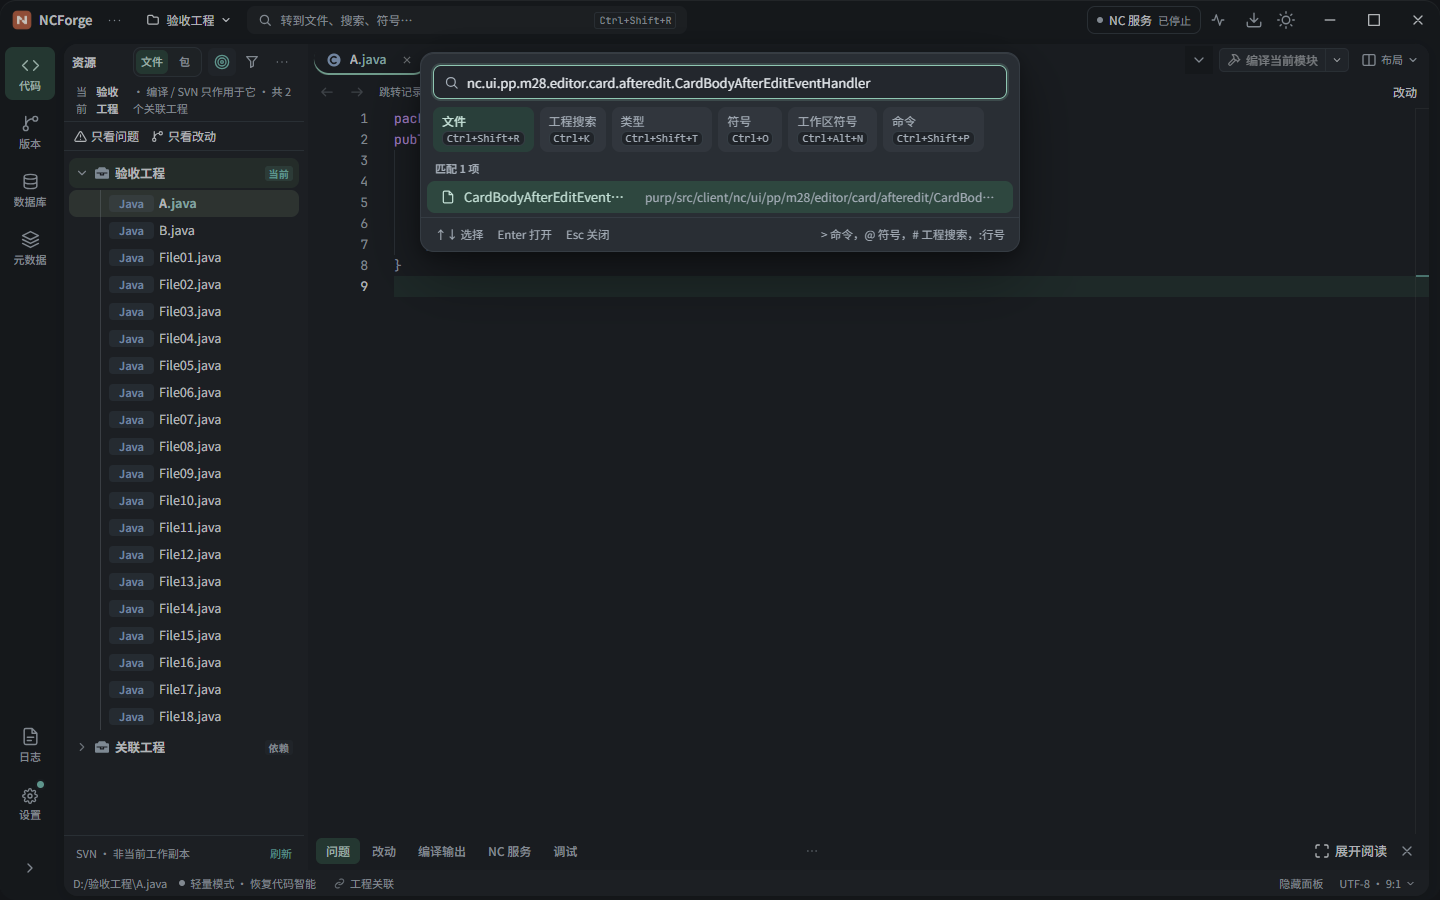 NCForge ··· 验收工程 转到文件、搜索、符号··· Ctrl+Shift+R NC 服务 已停止
代码
版本
数据库
元数据
日志
设置
资源 文件 包 ···
当前 验收工程 · 编译 / SVN 只作用于它 · 共 2 个关联工程
只看问题 只看改动
验收工程 当前
Java A.java
Java B.java
Java File01.java
Java File02.java
Java File03.java
Java File04.java
Java File05.java
Java File06.java
Java File07.java
Java File08.java
Java File09.java
Java File10.java
Java File11.java
Java File12.java
Java File13.java
Java File14.java
Java File15.java
Java File16.java
Java File17.java
Java File18.java
关联工程 依赖
SVN · 非当前工作副本 刷新
A.java × 编译当前模块 布局
跳转记录 改动
1 pac
2 pub
3
4
5
6
7
8 }
9
nc.ui.pp.m28.editor.card.afteredit.CardBodyAfterEditEventHandler
文件 工程搜索 类型 符号 工作区符号 命令
Ctrl+Shift+R Ctrl+K Ctrl+Shift+T Ctrl+O Ctrl+Alt+N Ctrl+Shift+P
匹配 1 项
CardBodyAfterEditEvent··· purp/src/client/nc/ui/pp/m28/editor/card/afteredit/CardBod···
↑↓ 选择 Enter 打开 Esc 关闭 > 命令, @ 符号, # 工程搜索, :行号
问题 改动 编译输出 NC 服务 调试 ··· 展开阅读
D:/验收工程\A.java 轻量模式 · 恢复代码智能 工程关联 隐藏面板 UTF-8 · 9:1